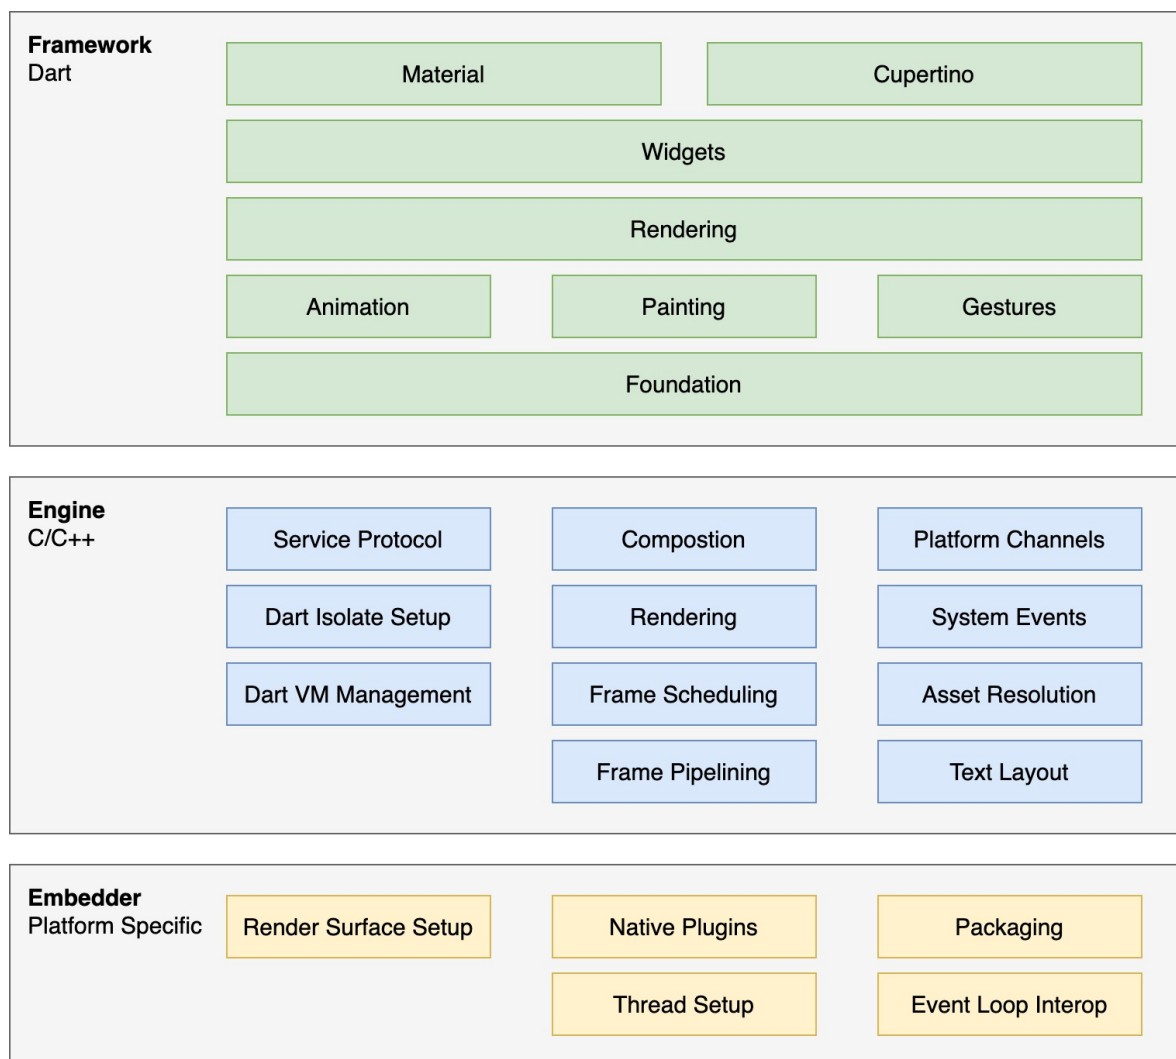 Framework
Dart
Material
Cupertino
Widgets
Rendering
Animation
Painting
Gestures
Foundation
Engine
C/C++
Service Protocol
Compostion
Platform Channels
Dart Isolate Setup
Rendering
System Events
Dart VM Management
Frame Scheduling
Asset Resolution
Frame Pipelining
Text Layout
Embedder
Platform Specific
Render Surface Setup
Native Plugins
Packaging
Thread Setup
Event Loop Interop